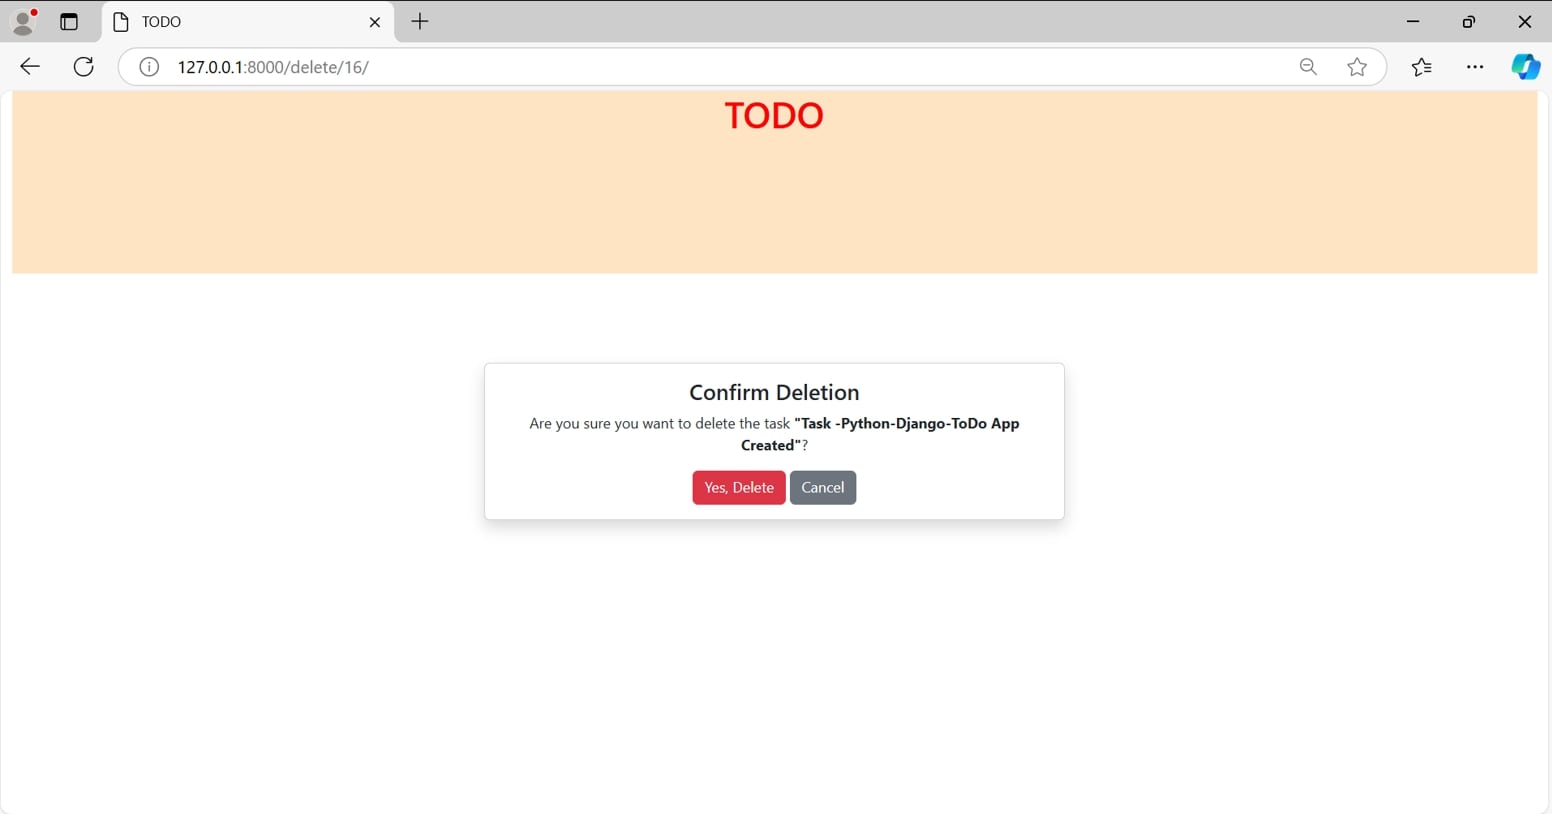 TODO
127.0.0.1:8000/delete/16/
TODO
Confirm Deletion
Are you sure you want to delete the task "Task -Python-Django-ToDo App
Created"?
Yes, Delete
Cancel